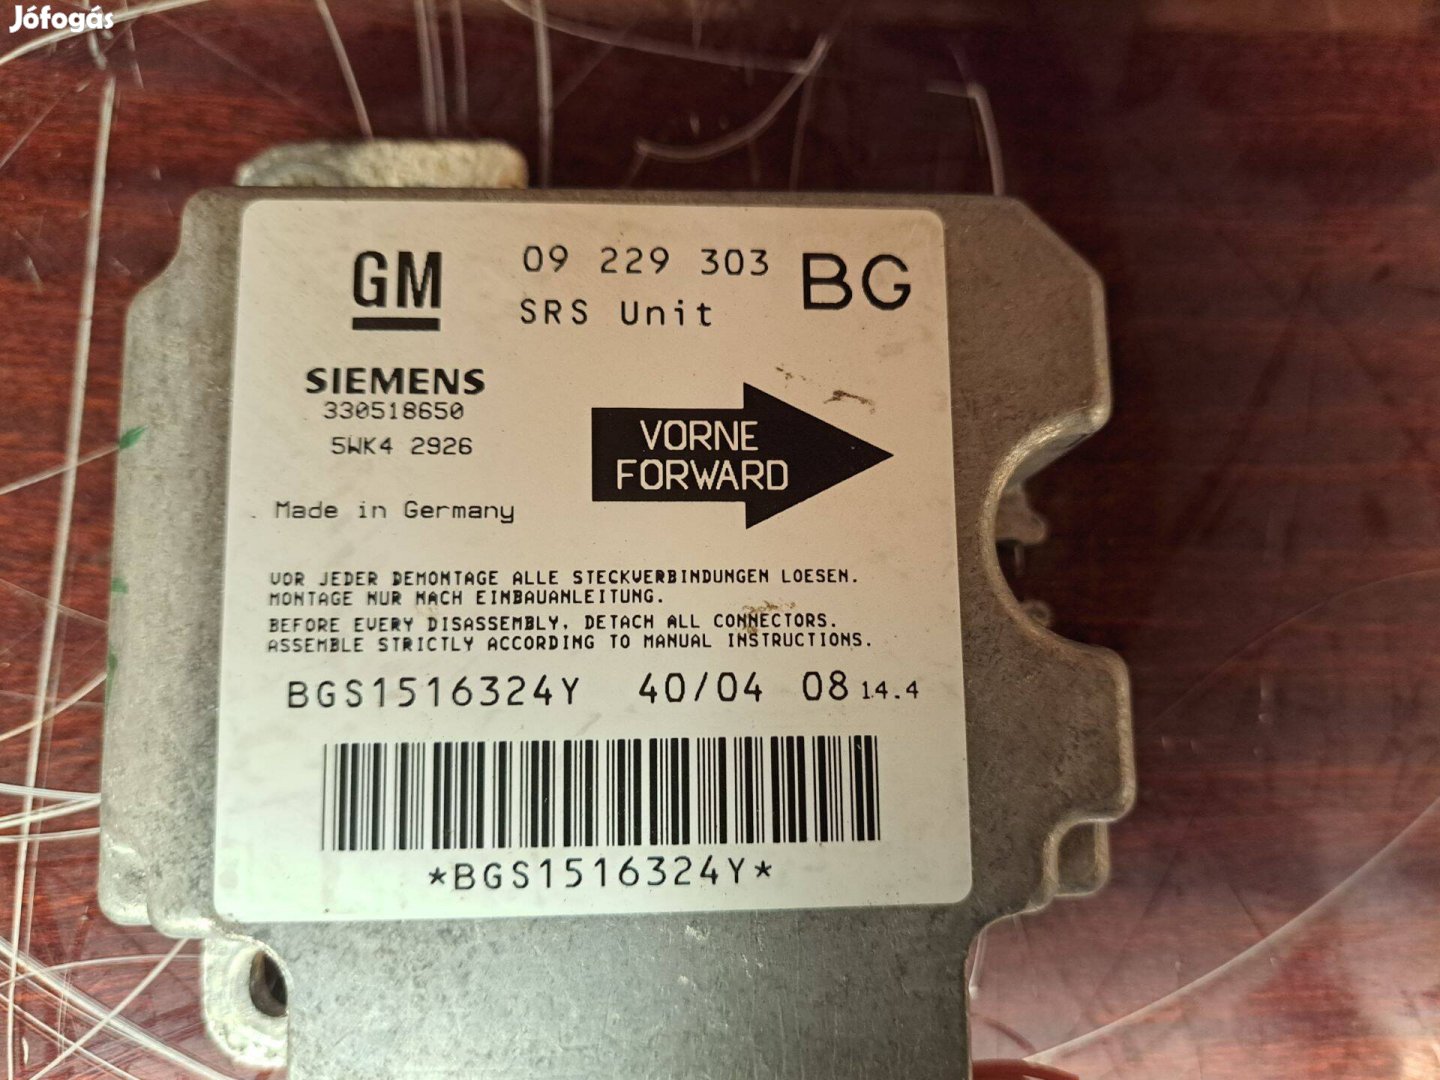 Jófogás
GM
09 229 303
BG
SRS Unit
SIEMENS
330518650
5WK4 2926
VORNE
FORWARD
Made in Germany
VOR JEDER DEMONTAGE ALLE STECKVERBINDUNGEN LOESEN.
MONTAGE NUR NACH EINBAUANLEITUNG.
BEFORE EVERY DISASSEMBLY, DETACH ALL CONNECTORS.
ASSEMBLE STRICTLY ACCORDING TO MANUAL INSTRUCTIONS.
BGS1516324Y 40/04 08 14.4
*BGS1516324Y*